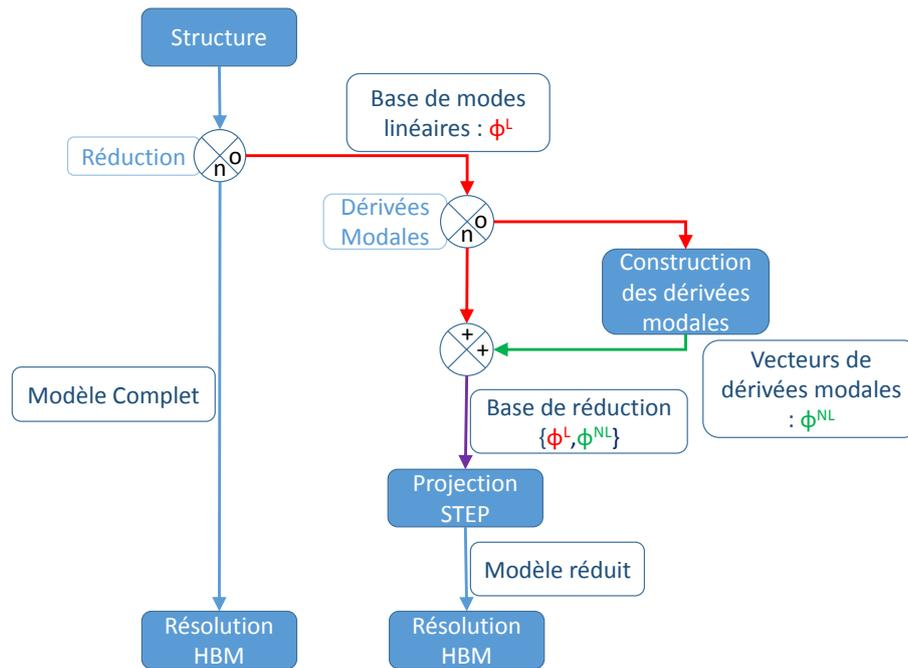 Structure
Base de modes
linéaires : ϕᴸ
Réduction
o
n
Dérivées
Modales
o
n
Construction
des dérivées
modales
+
+
Modèle Complet
Vecteurs de
dérivées modales
: ϕᴺᴸ
Base de réduction
{ϕᴸ,ϕᴺᴸ}
Projection
STEP
Modèle réduit
Résolution
HBM
Résolution
HBM